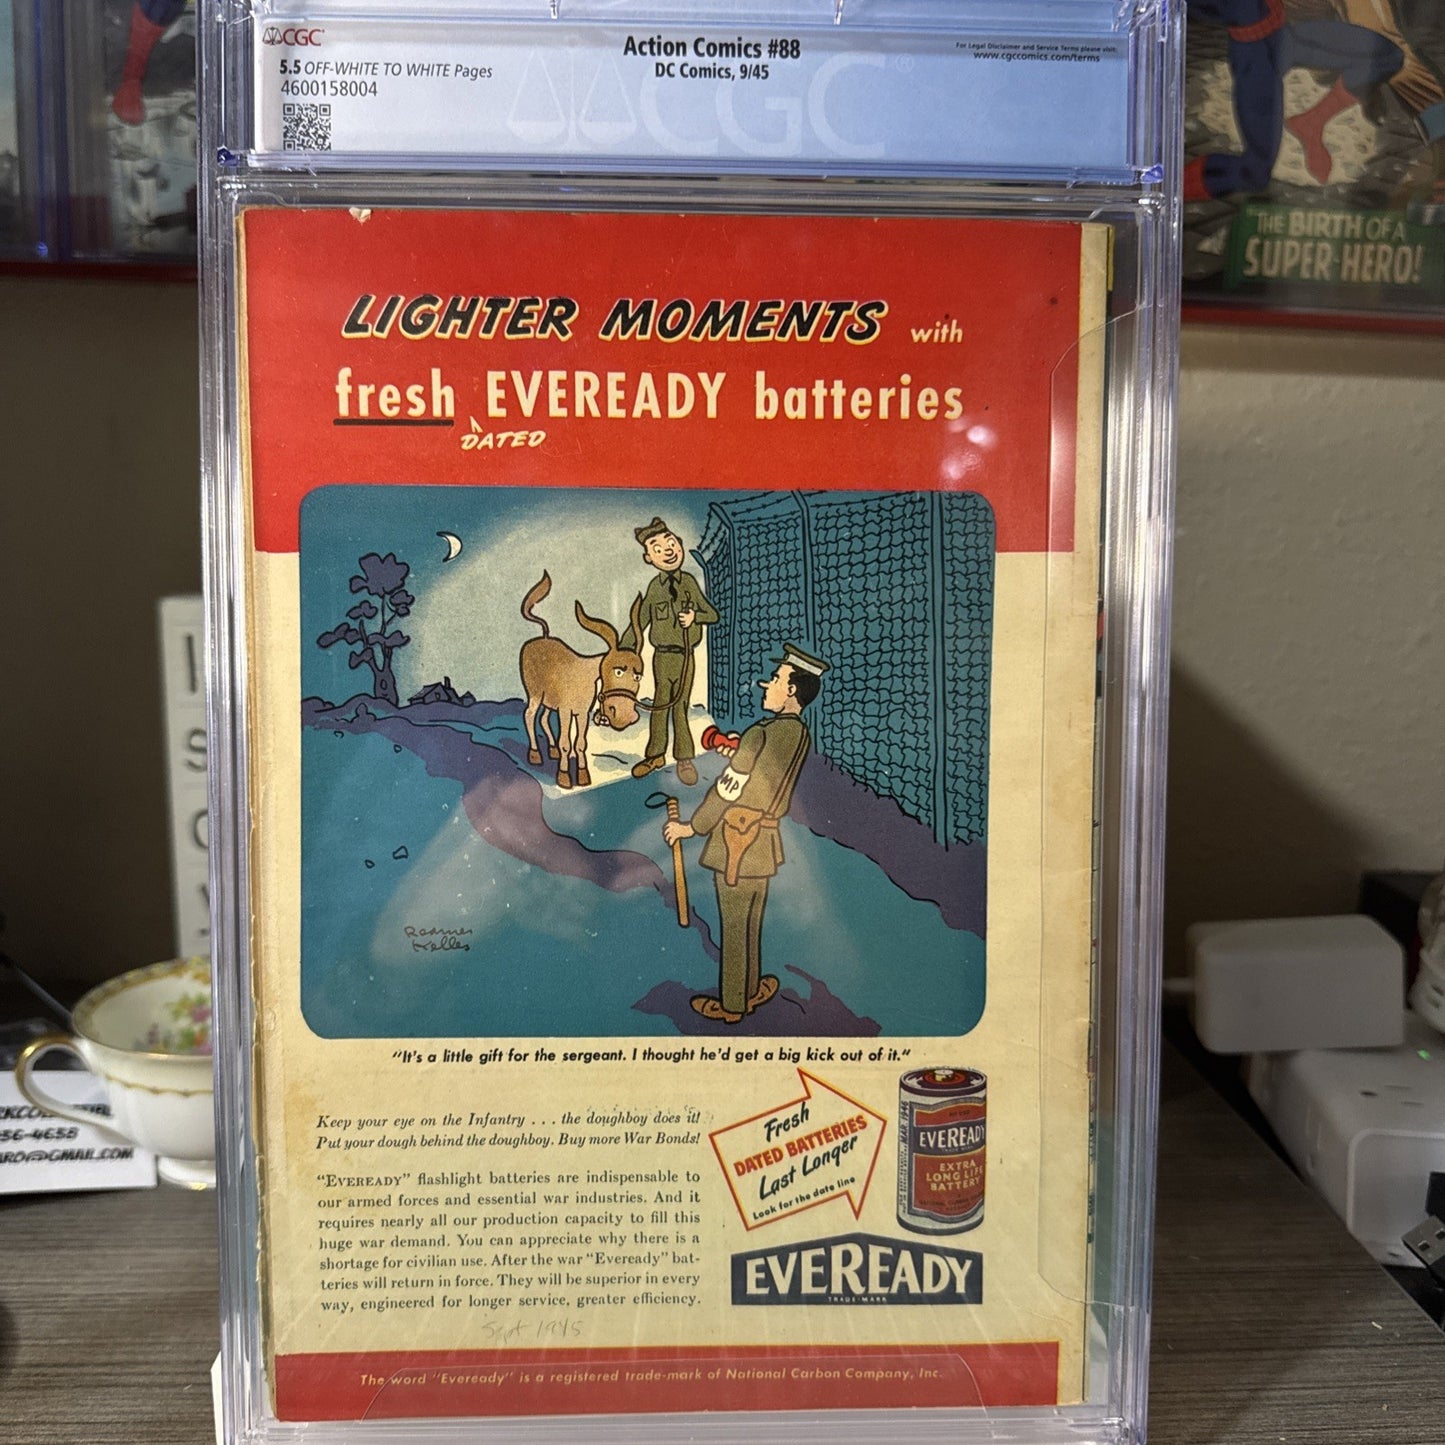 CGC
Action Comics #88
DC Comics, 9/45
For Legal Disclaimer and Service Terms please visit:
www.cgccomics.com/terms
5.5 OFF-WHITE TO WHITE Pages
4600158004
CGC
"THE BIRTH OF A
SUPER-HERO!
LIGHTER MOMENTS with
fresh EVEREADY batteries
DATED
MP
"It's a little gift for the sergeant. I thought he'd get a big kick out of it."
Keep your eye on the Infantry . . . the doughboy does it!
Put your dough behind the doughboy. Buy more War Bonds!
"EVEREADY" flashlight batteries are indispensable to
our armed forces and essential war industries. And it
requires nearly all our production capacity to fill this
huge war demand. You can appreciate why there is a
shortage for civilian use. After the war "Eveready" bat-
teries will return in force. They will be superior in every
way, engineered for longer service, greater efficiency.
Fresh
DATED BATTERIES
Last Longer
Look for the date line
EVEREADY
EXTRA
LONG LIFE
BATTERY
EVEREADY
TRADE-MARK
Sept 1945
The word "Eveready" is a registered trade-mark of National Carbon Company, Inc.
56-4658
@GMAIL.COM